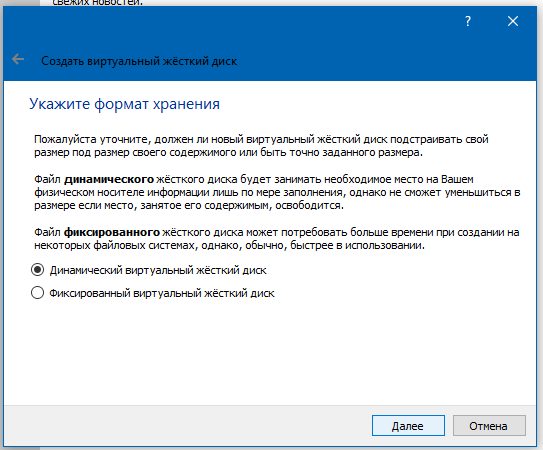 свежих новостей.
?
Создать виртуальный жёсткий диск
Укажите формат хранения
Пожалуйста уточните, должен ли новый виртуальный жёсткий диск подстраивать свой
размер под размер своего содержимого или быть точно заданного размера.
Файл динамического жёсткого диска будет занимать необходимое место на Вашем
физическом носителе информации лишь по мере заполнения, однако не сможет уменьшиться в
размере если место, занятое его содержимым, освободится.
Файл фиксированного жёсткого диска может потребовать больше времени при создании на
некоторых файловых системах, однако, обычно, быстрее в использовании.
Динамический виртуальный жёсткий диск
Фиксированный виртуальный жёсткий диск
Далее
Отмена